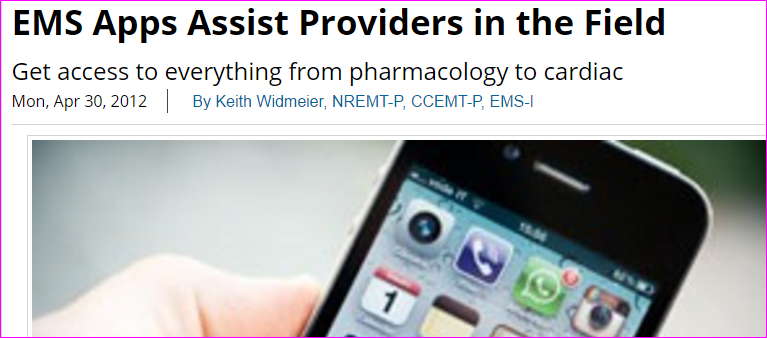 EMS Apps Assist Providers in the Field
Get access to everything from pharmacology to cardiac
Mon, Apr 30, 2012 By Keith Widmeier, NREMT-P, CCEMT-P, EMS-I
1